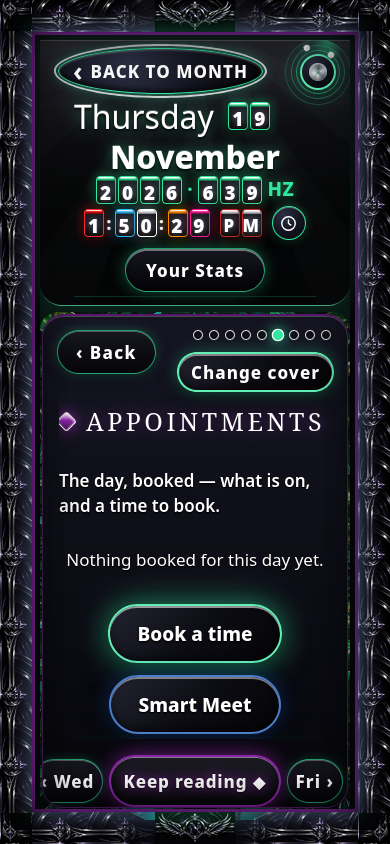 ‹ BACK TO MONTH
Thursday 19
November
2026 · 639 HZ
1:50:29 PM
Your Stats
‹ Back
Change cover
APPOINTMENTS
The day, booked — what is on,
and a time to book.
Nothing booked for this day yet.
Book a time
Smart Meet
‹ Wed
Keep reading ◆
Fri ›